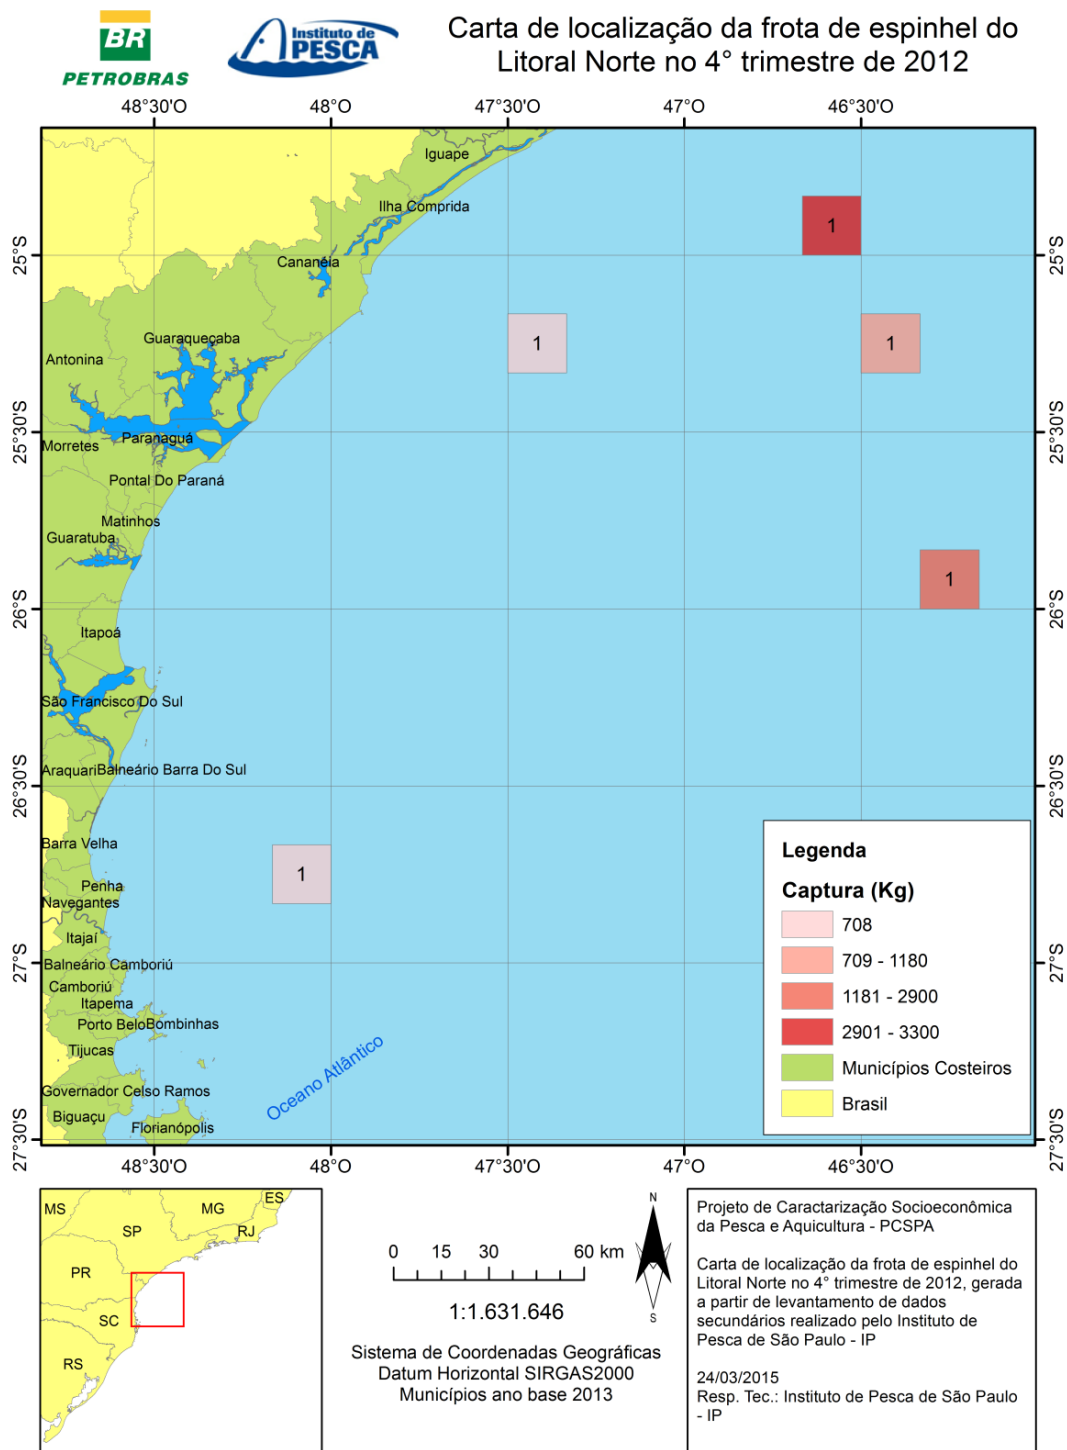 BR
PETROBRAS
Instituto de
PESCA
Carta de localização da frota de espinhel do
Litoral Norte no 4° trimestre de 2012
48°30'O 48°O 47°30'O 47°O 46°30'O
25°S
25°30'S
26°S
26°30'S
27°S
27°30'S
25°S
25°30'S
26°S
26°30'S
27°S
27°30'S
Iguape
Ilha Comprida
Cananéia
Guaraqueçaba
Antonina
Paranaguá
Morretes
Pontal Do Paraná
Matinhos
Guaratuba
Itapoá
São Francisco Do Sul
Araquari
Balneário Barra Do Sul
Barra Velha
Penha
Navegantes
Itajaí
Balneário Camboriú
Camboriú
Itapema
Porto Belo
Bombinhas
Tijucas
Governador Celso Ramos
Biguaçu
Florianópolis
1
1
1
1
1
Oceano Atlântico
Legenda
Captura (Kg)
708
709 - 1180
1181 - 2900
2901 - 3300
Municípios Costeiros
Brasil
48°30'O 48°O 47°30'O 47°O 46°30'O
MS
MG
ES
SP
RJ
PR
SC
RS
0 15 30 60 km
1:1.631.646
Sistema de Coordenadas Geográficas
Datum Horizontal SIRGAS2000
Municípios ano base 2013
N
S
Projeto de Caractarização Socioeconômica
da Pesca e Aquicultura - PCSPA
Carta de localização da frota de espinhel do
Litoral Norte no 4° trimestre de 2012, gerada
a partir de levantamento de dados
secundários realizado pelo Instituto de
Pesca de São Paulo - IP
24/03/2015
Resp. Tec.: Instituto de Pesca de São Paulo
- IP